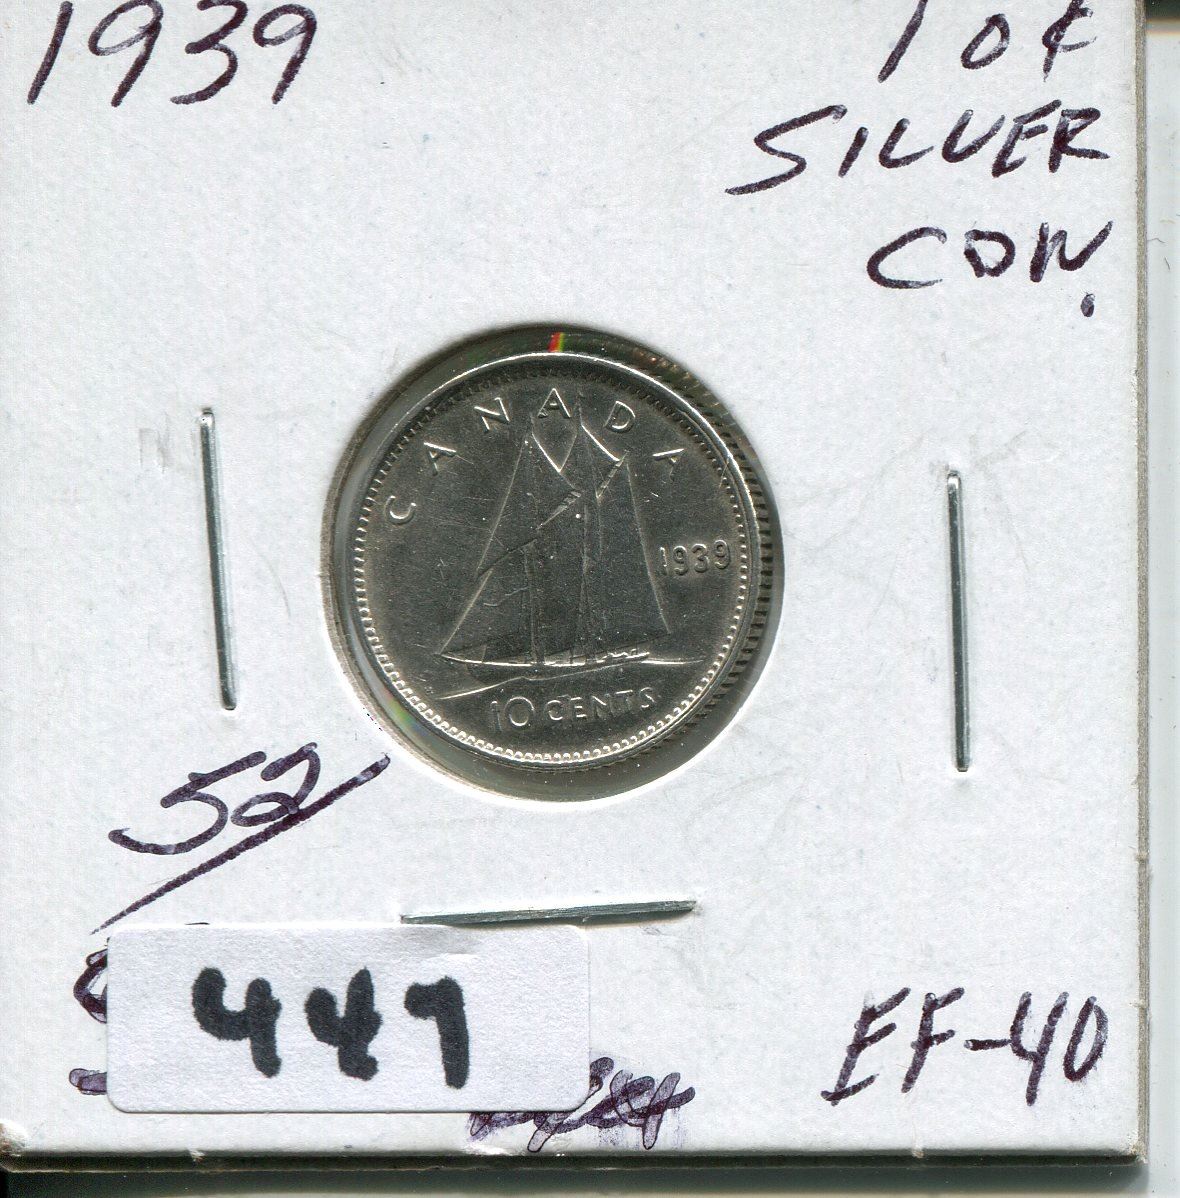 1939
10¢
SILVER
CDN.
CANADA
1939
10 CENTS
52
447
EF-40